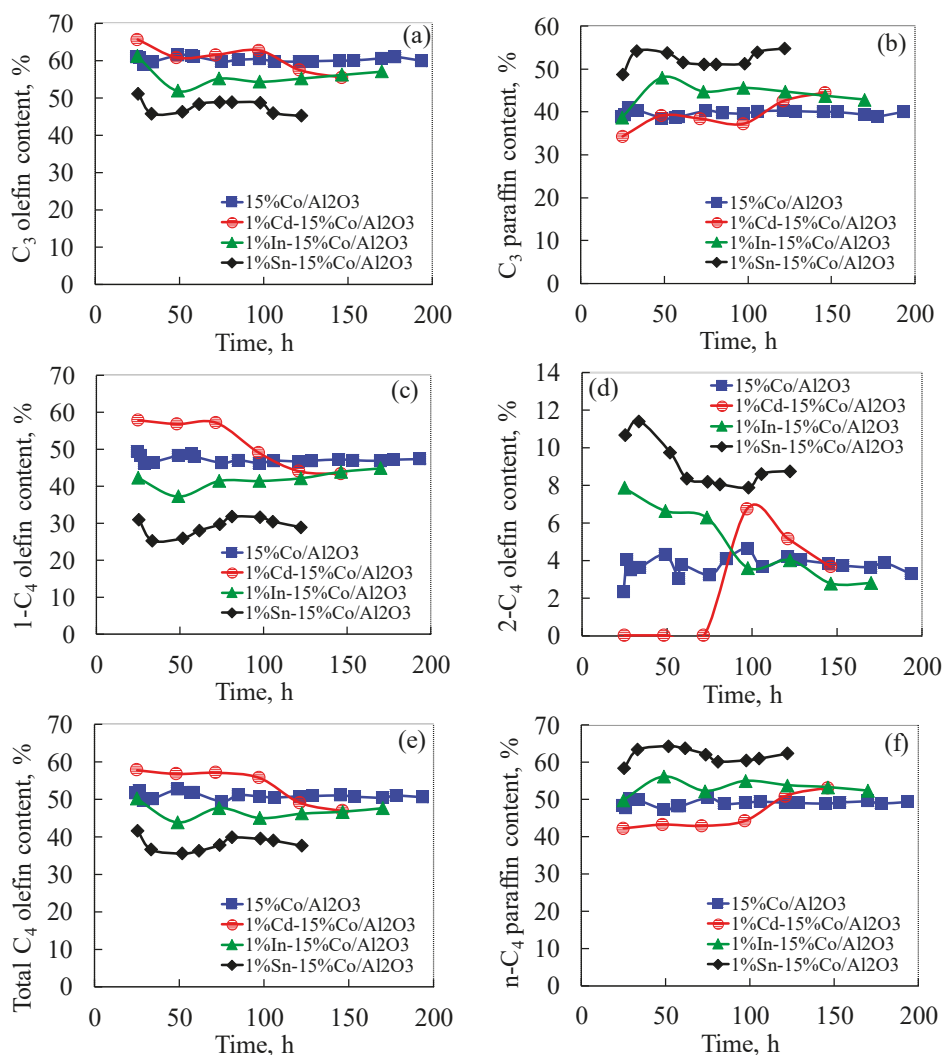 (a)
C3 olefin content, %
70
60
50
40
30
20
10
0
15%Co/Al2O3
1%Cd-15%Co/Al2O3
1%In-15%Co/Al2O3
1%Sn-15%Co/Al2O3
0 50 100 150 200
Time, h
(b)
C3 paraffin content, %
60
50
40
30
20
10
0
15%Co/Al2O3
1%Cd-15%Co/Al2O3
1%In-15%Co/Al2O3
1%Sn-15%Co/Al2O3
0 50 100 150 200
Time, h
(c)
1-C4 olefin content, %
70
60
50
40
30
20
10
0
15%Co/Al2O3
1%Cd-15%Co/Al2O3
1%In-15%Co/Al2O3
1%Sn-15%Co/Al2O3
0 50 100 150 200
Time, h
(d)
2-C4 olefin content, %
14
12
10
8
6
4
2
0
15%Co/Al2O3
1%Cd-15%Co/Al2O3
1%In-15%Co/Al2O3
1%Sn-15%Co/Al2O3
0 50 100 150 200
Time, h
(e)
Total C4 olefin content, %
70
60
50
40
30
20
10
0
15%Co/Al2O3
1%Cd-15%Co/Al2O3
1%In-15%Co/Al2O3
1%Sn-15%Co/Al2O3
0 50 100 150 200
Time, h
(f)
n-C4 paraffin content, %
70
60
50
40
30
20
10
0
15%Co/Al2O3
1%Cd-15%Co/Al2O3
1%In-15%Co/Al2O3
1%Sn-15%Co/Al2O3
0 50 100 150 200
Time, h